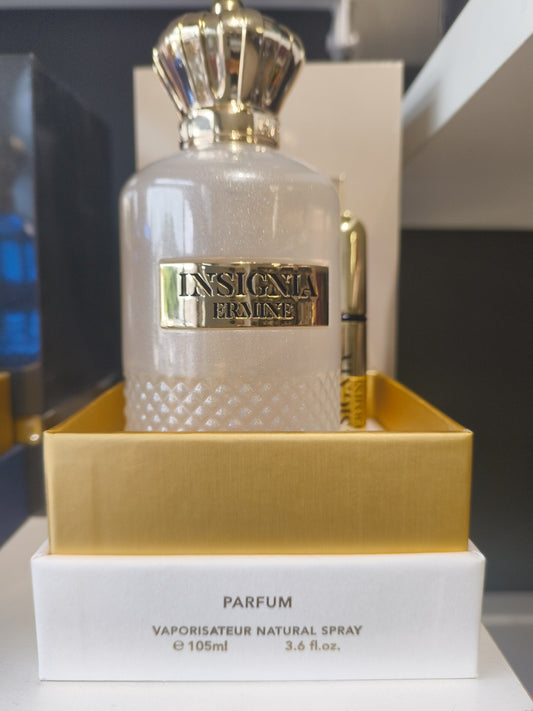 INSIGNIA
ERMINE
PARFUM
VAPORISATEUR NATURAL SPRAY
℮ 105ml 3.6 fl.oz.